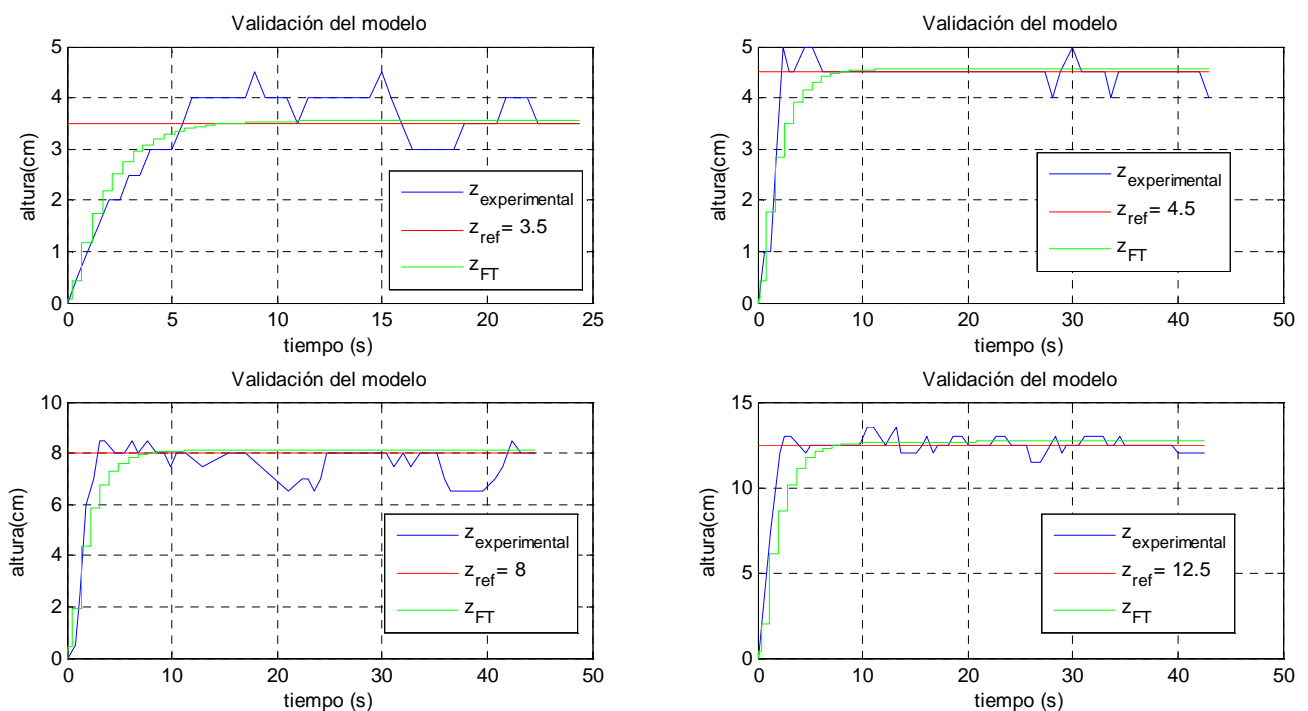 Validación del modelo
5
4
3
2
1
0
altura(cm)
0 5 10 15 20 25
tiempo (s)
z experimental
z ref = 3.5
z FT
Validación del modelo
5
4
3
2
1
0
altura(cm)
0 10 20 30 40 50
tiempo (s)
z experimental
z ref = 4.5
z FT
Validación del modelo
10
8
6
4
2
0
altura(cm)
0 10 20 30 40 50
tiempo (s)
z experimental
z ref = 8
z FT
Validación del modelo
15
10
5
0
altura(cm)
0 10 20 30 40 50
tiempo (s)
z experimental
z ref = 12.5
z FT